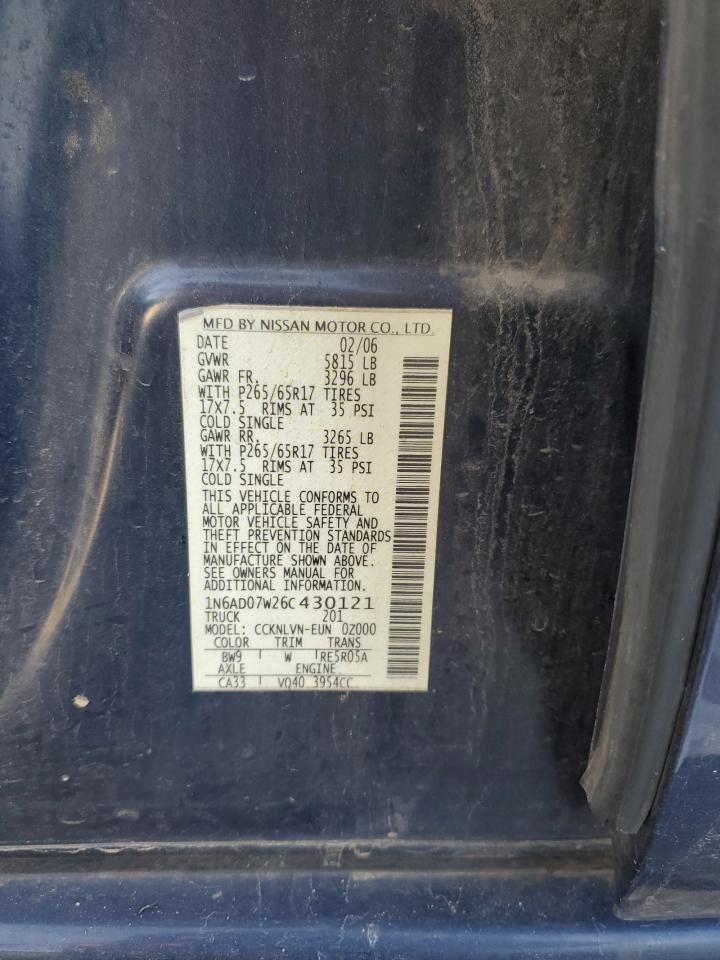 MFD BY NISSAN MOTOR CO., LTD.
DATE 02/06
GVWR 5815 LB
GAWR FR. 3296 LB
WITH P265/65R17 TIRES
17X7.5 RIMS AT 35 PSI
COLD SINGLE
GAWR RR. 3265 LB
WITH P265/65R17 TIRES
17X7.5 RIMS AT 35 PSI
COLD SINGLE
THIS VEHICLE CONFORMS TO
ALL APPLICABLE FEDERAL
MOTOR VEHICLE SAFETY AND
THEFT PREVENTION STANDARDS
IN EFFECT ON THE DATE OF
MANUFACTURE SHOWN ABOVE.
SEE OWNERS MANUAL FOR
ADDITIONAL INFORMATION.
1N6AD07W26C430121
TRUCK 201
MODEL: CCKNLVN-EUN 0Z000
COLOR TRIM TRANS
BW9 W RE5R05A
AXLE ENGINE
CA33 VQ40 3954CC